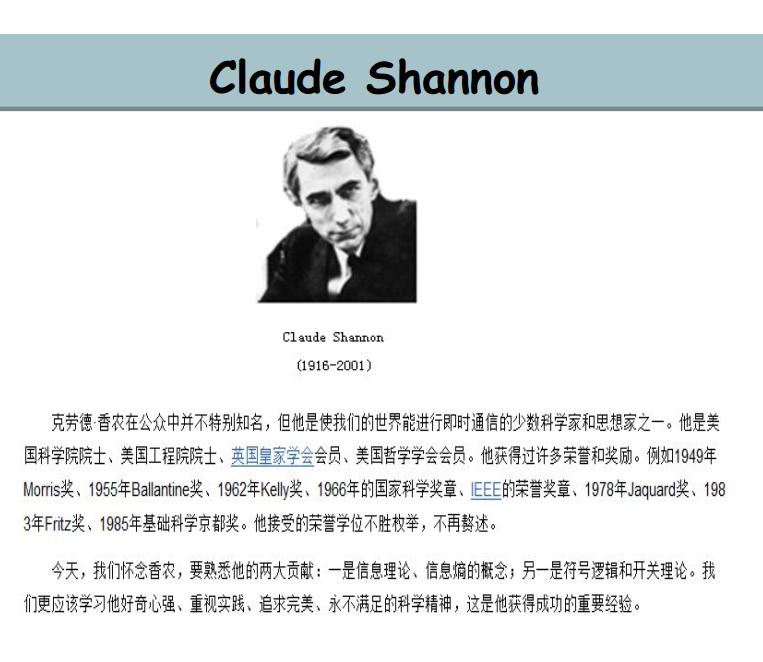 Claude Shannon
Claude Shannon
(1916-2001)
克劳德·香农在公众中并不特别知名，但他是使我们的世界能进行即时通信的少数科学家和思想家之一。他是美
国科学院院士、美国工程院院士、英国皇家学会会员、美国哲学学会会员。他获得过许多荣誉和奖励。例如1949年
Morris奖、1955年Ballantine奖、1962年Kelly奖、1966年的国家科学奖章、IEEE的荣誉奖章、1978年Jaquard奖、198
3年Fritz奖、1985年基础科学京都奖。他接受的荣誉学位不胜枚举，不再赘述。
今天，我们怀念香农，要熟悉他的两大贡献：一是信息理论、信息熵的概念；另一是符号逻辑和开关理论。我
们更应该学习他好奇心强、重视实践、追求完美、永不满足的科学精神，这是他获得成功的重要经验。